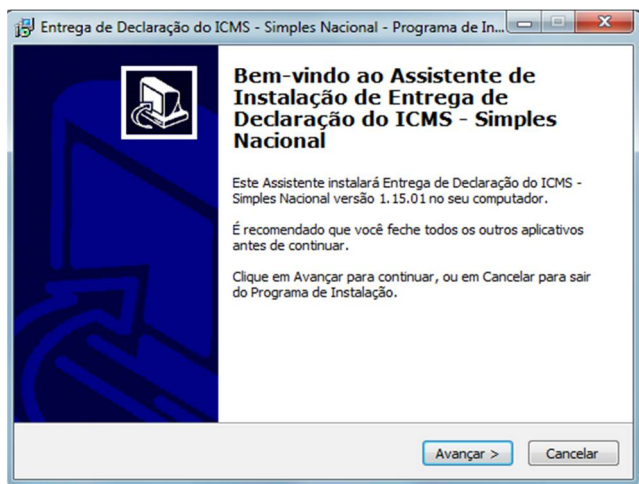 Entrega de Declaração do ICMS - Simples Nacional - Programa de In...
Bem-vindo ao Assistente de
Instalação de Entrega de
Declaração do ICMS - Simples
Nacional
Este Assistente instalará Entrega de Declaração do ICMS -
Simples Nacional versão 1.15.01 no seu computador.
É recomendado que você feche todos os outros aplicativos
antes de continuar.
Clique em Avançar para continuar, ou em Cancelar para sair
do Programa de Instalação.
Avançar >
Cancelar